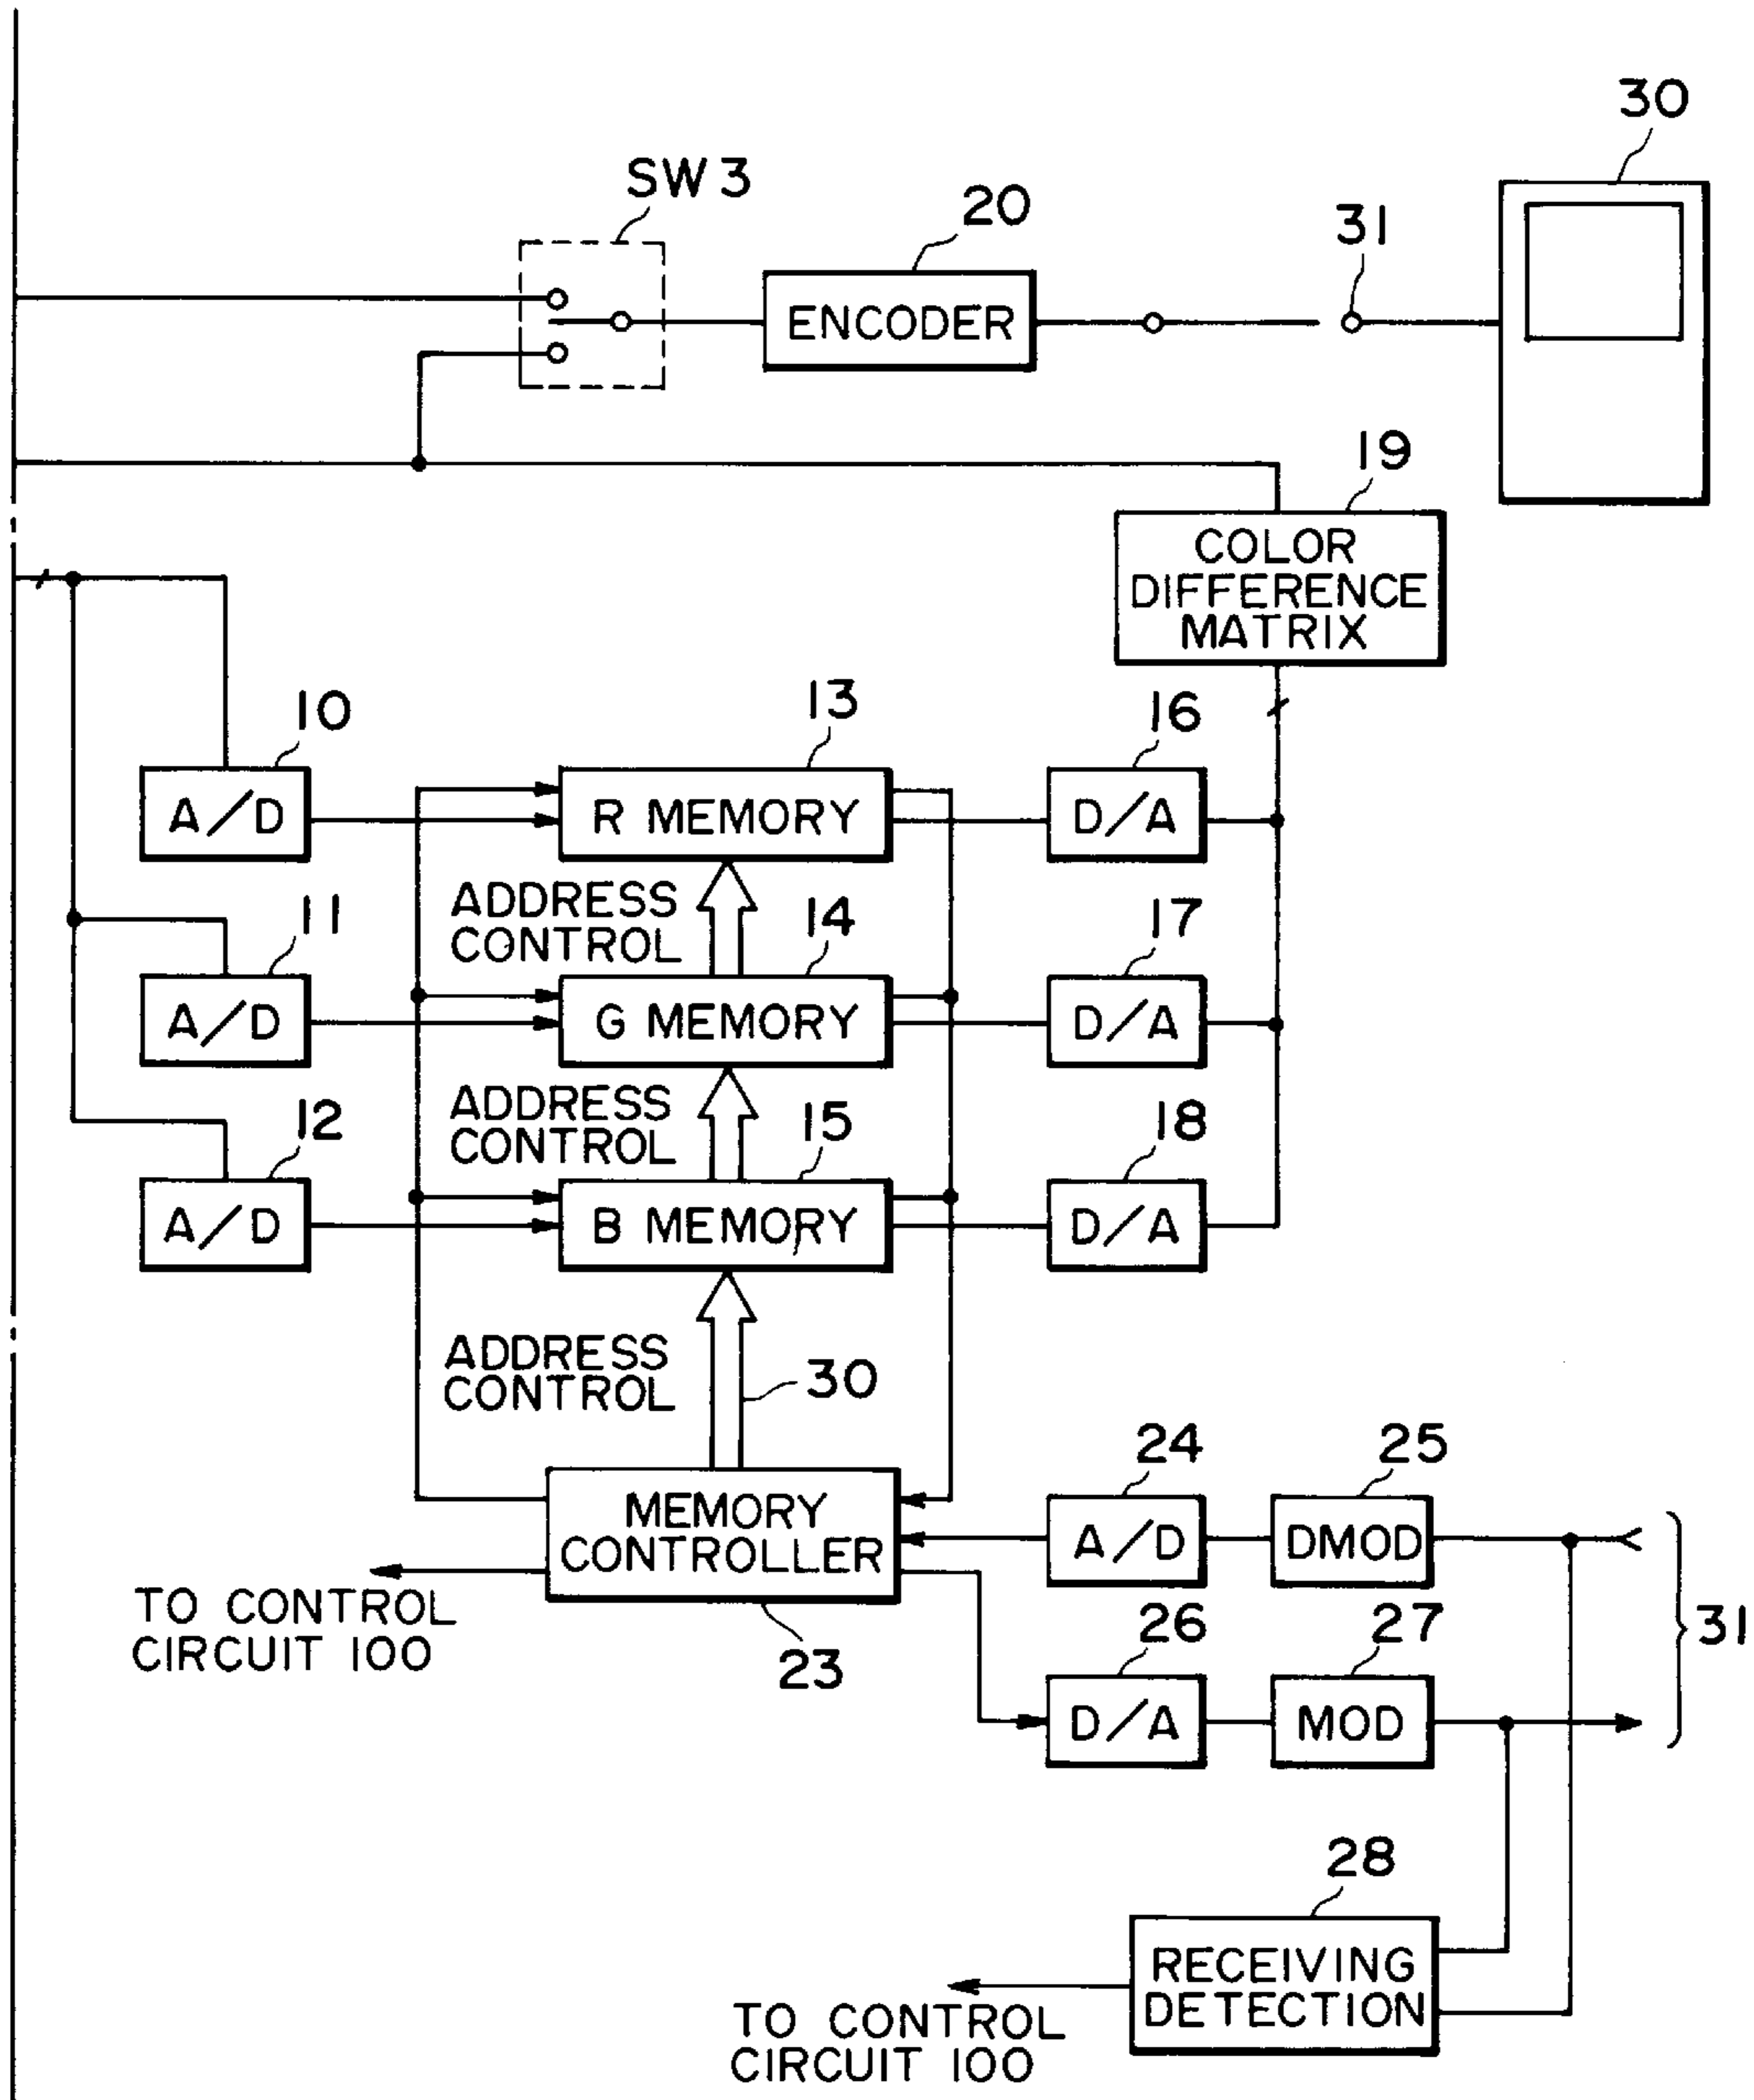 30
SW3
20
31
ENCODER
19
COLOR
DIFFERENCE
MATRIX
10
13
16
A/D
R MEMORY
D/A
ADDRESS
CONTROL
11
14
17
A/D
G MEMORY
D/A
ADDRESS
CONTROL
12
15
18
A/D
B MEMORY
D/A
ADDRESS
CONTROL
30
24
25
MEMORY
CONTROLLER
A/D
DMOD
TO CONTROL
CIRCUIT 100
23
26
27
31
D/A
MOD
28
RECEIVING
DETECTION
TO CONTROL
CIRCUIT 100